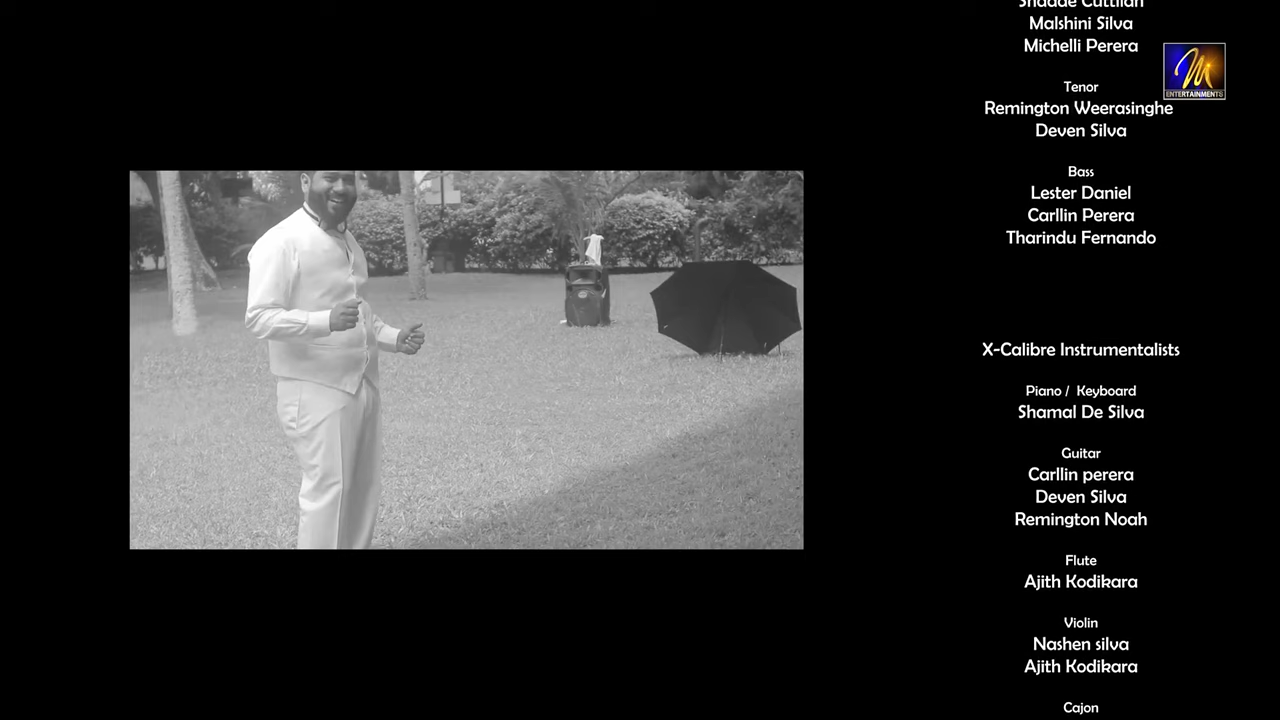 Malshini Silva
Michelli Perera
Tenor
Remington Weerasinghe
Deven Silva
Bass
Lester Daniel
Carllin Perera
Tharindu Fernando
X-Calibre Instrumentalists
Piano / Keyboard
Shamal De Silva
Guitar
Carllin perera
Deven Silva
Remington Noah
Flute
Ajith Kodikara
Violin
Nashen silva
Ajith Kodikara
Cajon
M
ENTERTAINMENTS